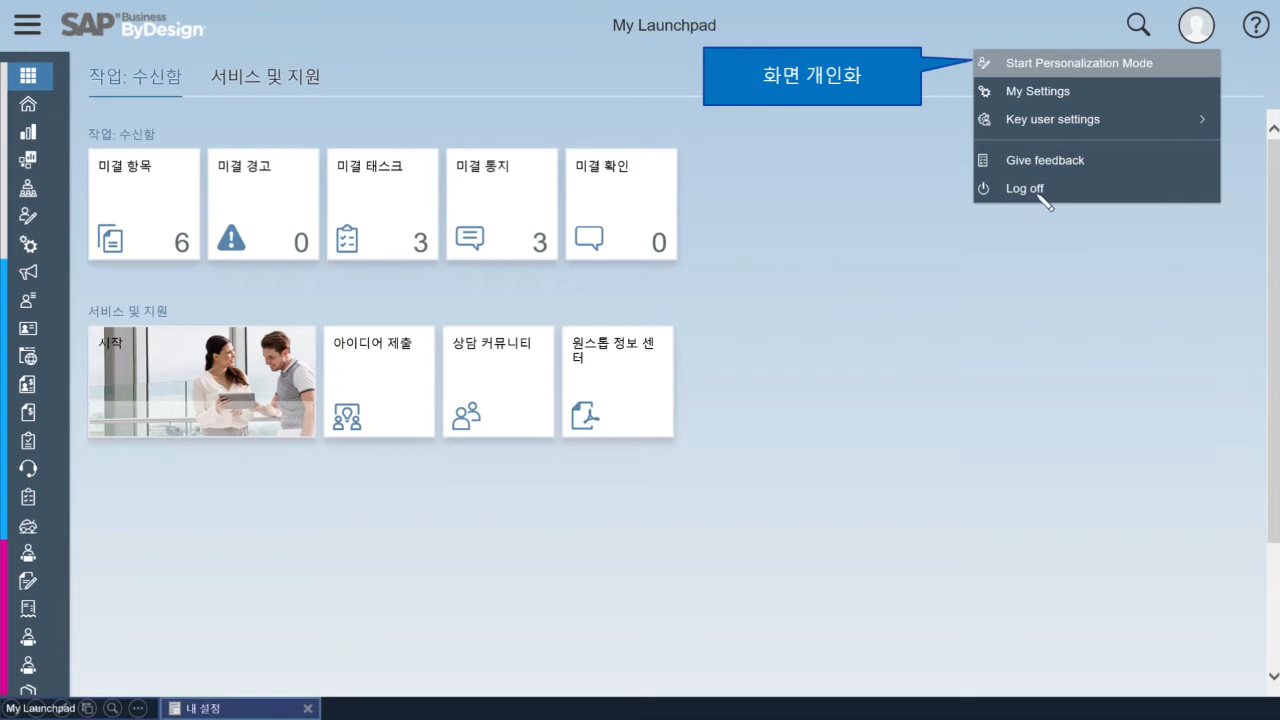 SAP Business
ByDesign
My Launchpad
?
작업: 수신함
서비스 및 지원
화면 개인화
Start Personalization Mode
My Settings
Key user settings
Give feedback
Log off
작업: 수신함
미결 항목
6
미결 경고
0
미결 태스크
3
미결 통지
3
미결 확인
0
서비스 및 지원
시작
아이디어 제출
상담 커뮤니티
원스톱 정보 센
터
My Launchpad
내 설정